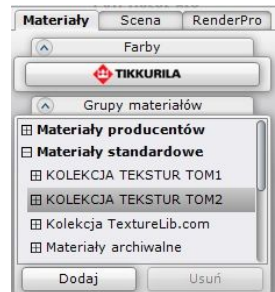 Materiały Scena RenderPro
Farby
TIKKURILA
Grupy materiałów
Materiały producentów
Materiały standardowe
KOLEKCJA TEKSTUR TOM1
KOLEKCJA TEKSTUR TOM2
Kolekcja TextureLib.com
Materiały archiwalne
Dodaj Usuń